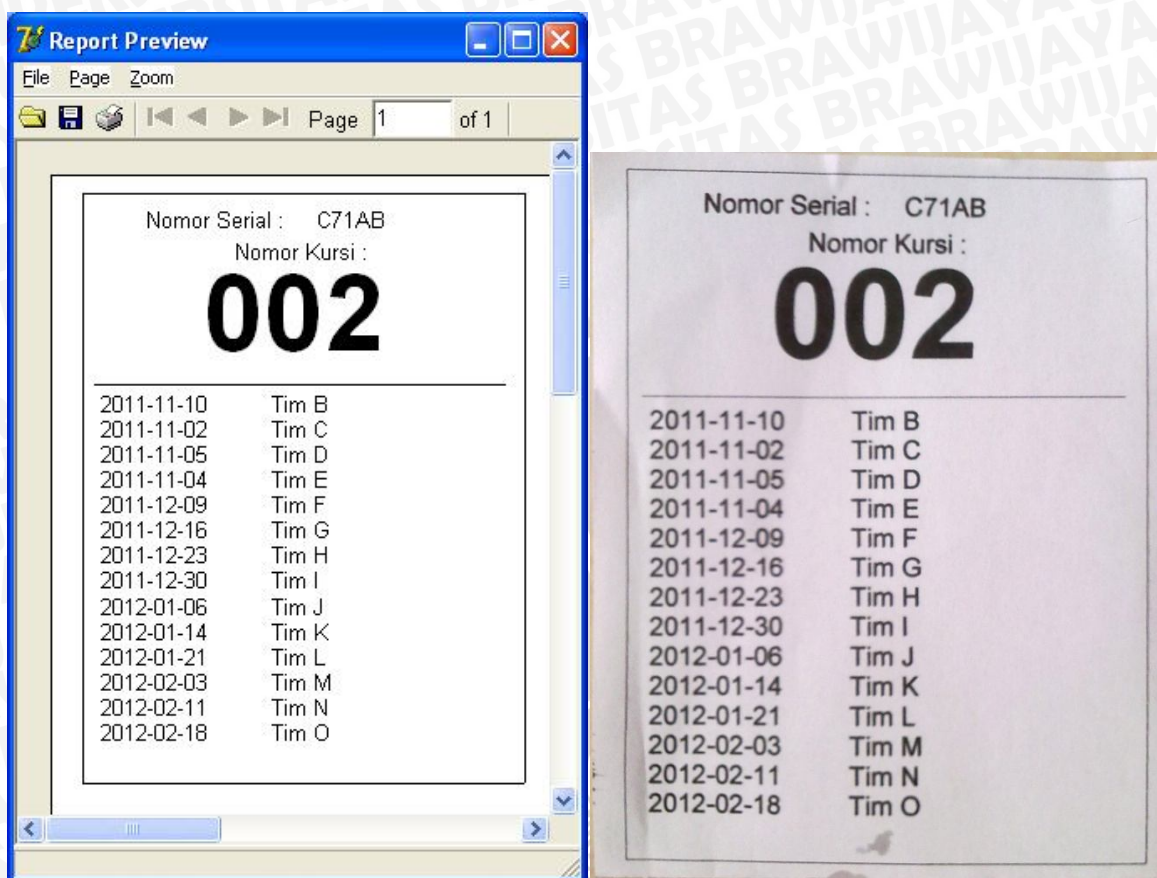 Report Preview
File Page Zoom
Page 1 of 1
Nomor Serial : C71AB
Nomor Kursi :
002
2011-11-10 Tim B
2011-11-02 Tim C
2011-11-05 Tim D
2011-11-04 Tim E
2011-12-09 Tim F
2011-12-16 Tim G
2011-12-23 Tim H
2011-12-30 Tim I
2012-01-06 Tim J
2012-01-14 Tim K
2012-01-21 Tim L
2012-02-03 Tim M
2012-02-11 Tim N
2012-02-18 Tim O
Nomor Serial : C71AB
Nomor Kursi :
002
2011-11-10 Tim B
2011-11-02 Tim C
2011-11-05 Tim D
2011-11-04 Tim E
2011-12-09 Tim F
2011-12-16 Tim G
2011-12-23 Tim H
2011-12-30 Tim I
2012-01-06 Tim J
2012-01-14 Tim K
2012-01-21 Tim L
2012-02-03 Tim M
2012-02-11 Tim N
2012-02-18 Tim O